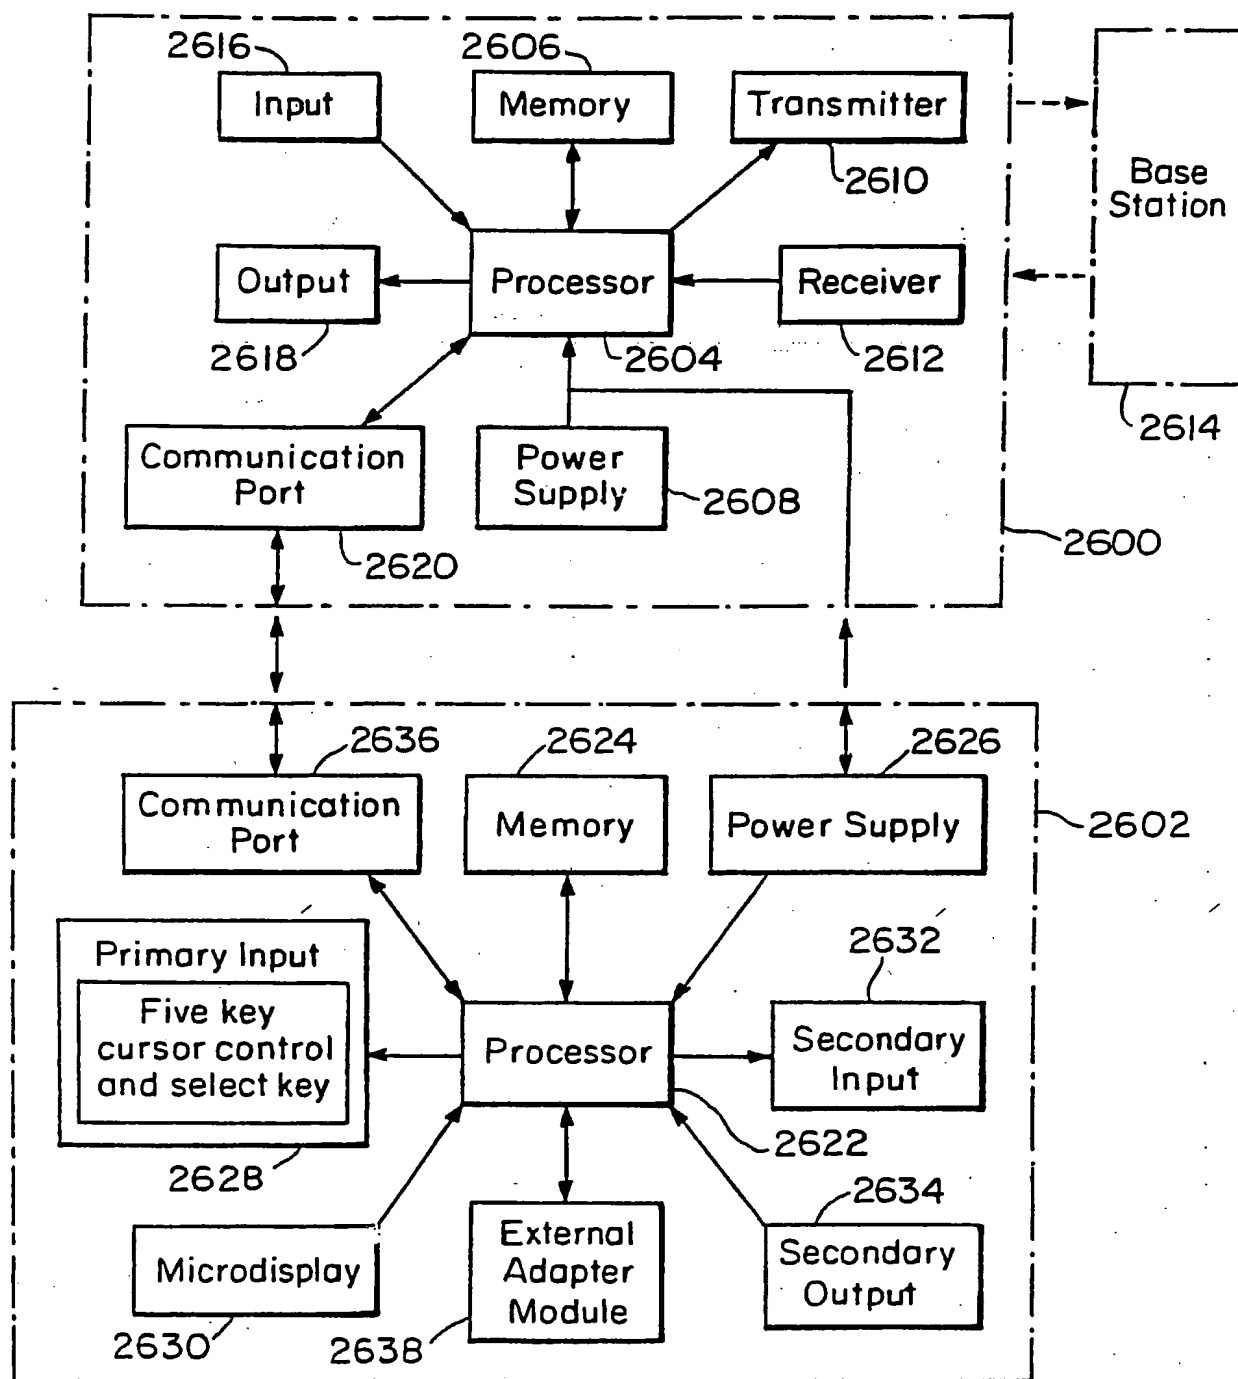 2616
2606
Input
Memory
Transmitter
2610
Base
Station
Output
Processor
Receiver
2618
2604
2612
2614
Communication
Port
Power
Supply
2608
2620
2600
2636
2624
2626
Communication
Port
Memory
Power Supply
2602
Primary Input
2632
Five key
cursor control
and select key
Processor
Secondary
Input
2622
2628
2634
Microdisplay
External
Adapter
Module
Secondary
Output
2630
2638